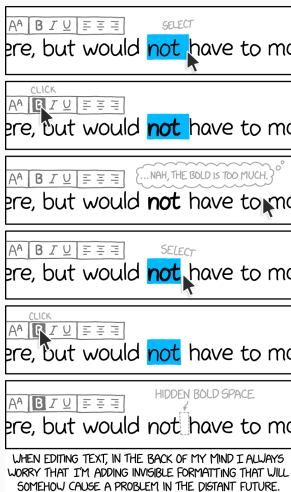 SELECT
AA B I U
ere, but would not have to mo
CLICK
AA B I U
ere, but would not have to mo
...NAH, THE BOLD IS TOO MUCH.
AA B I U
ere, but would not have to mo
SELECT
AA B I U
ere, but would not have to mo
CLICK
AA B I U
ere, but would not have to mo
HIDDEN BOLD SPACE
AA B I U
ere, but would not have to mo
WHEN EDITING TEXT, IN THE BACK OF MY MIND I ALWAYS
WORRY THAT I'M ADDING INVISIBLE FORMATTING THAT WILL
SOMEHOW CAUSE A PROBLEM IN THE DISTANT FUTURE.